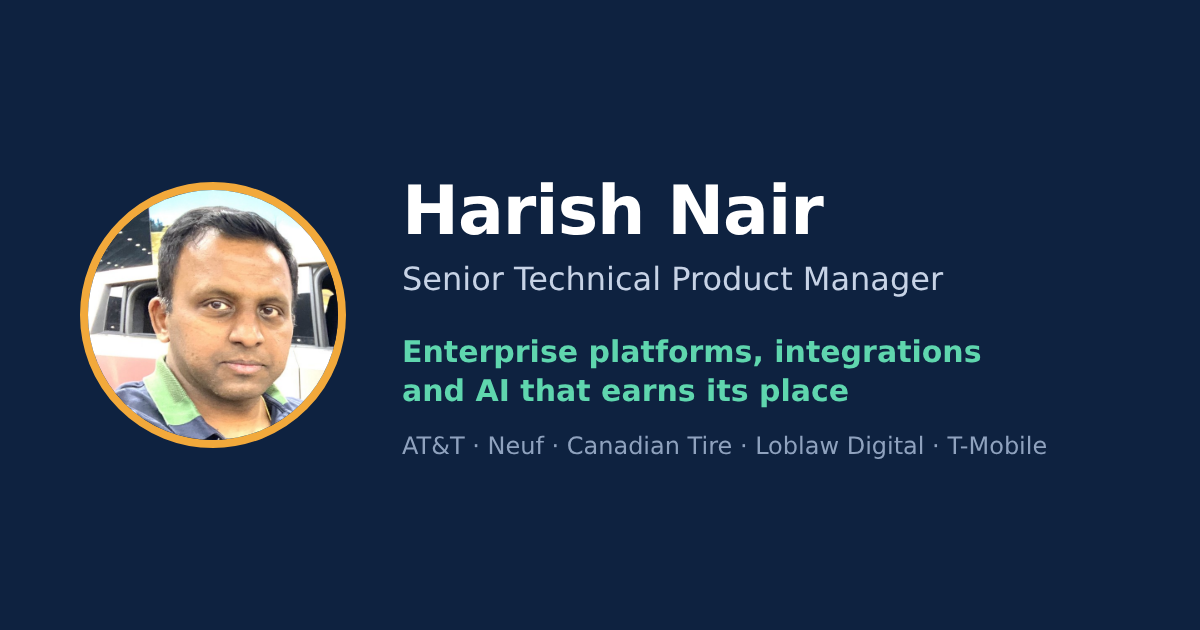 Harish Nair
Senior Technical Product Manager
Enterprise platforms, integrations
and AI that earns its place
AT&T · Neuf · Canadian Tire · Loblaw Digital · T-Mobile